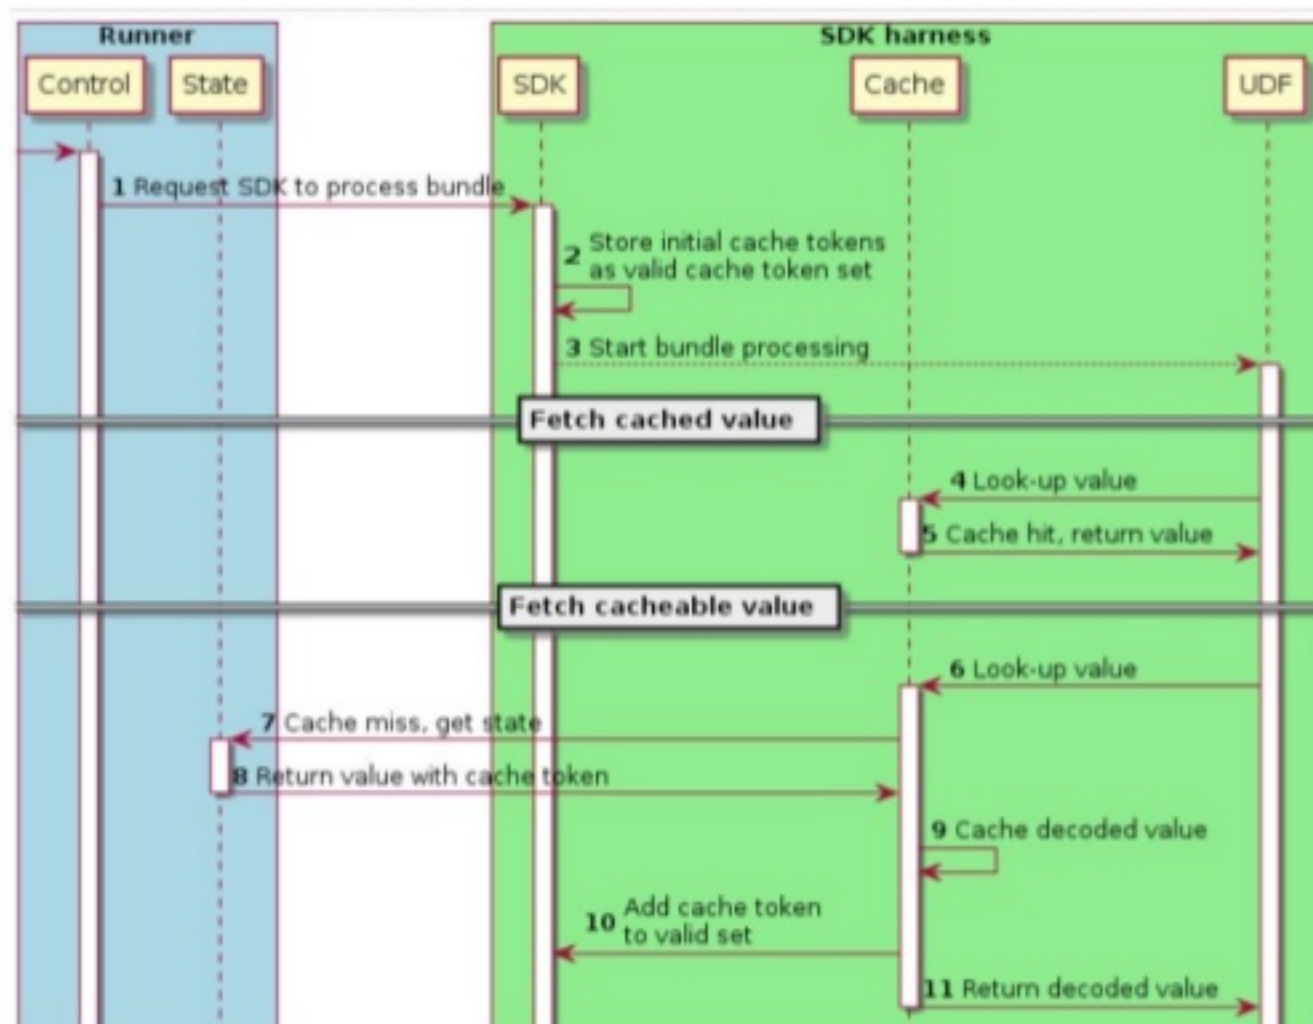 Runner
SDK harness
Control
State
SDK
Cache
UDF
1 Request SDK to process bundle
2 Store initial cache tokens
as valid cache token set
3 Start bundle processing
Fetch cached value
4 Look-up value
5 Cache hit, return value
Fetch cacheable value
6 Look-up value
7 Cache miss, get state
8 Return value with cache token
9 Cache decoded value
10 Add cache token
to valid set
11 Return decoded value